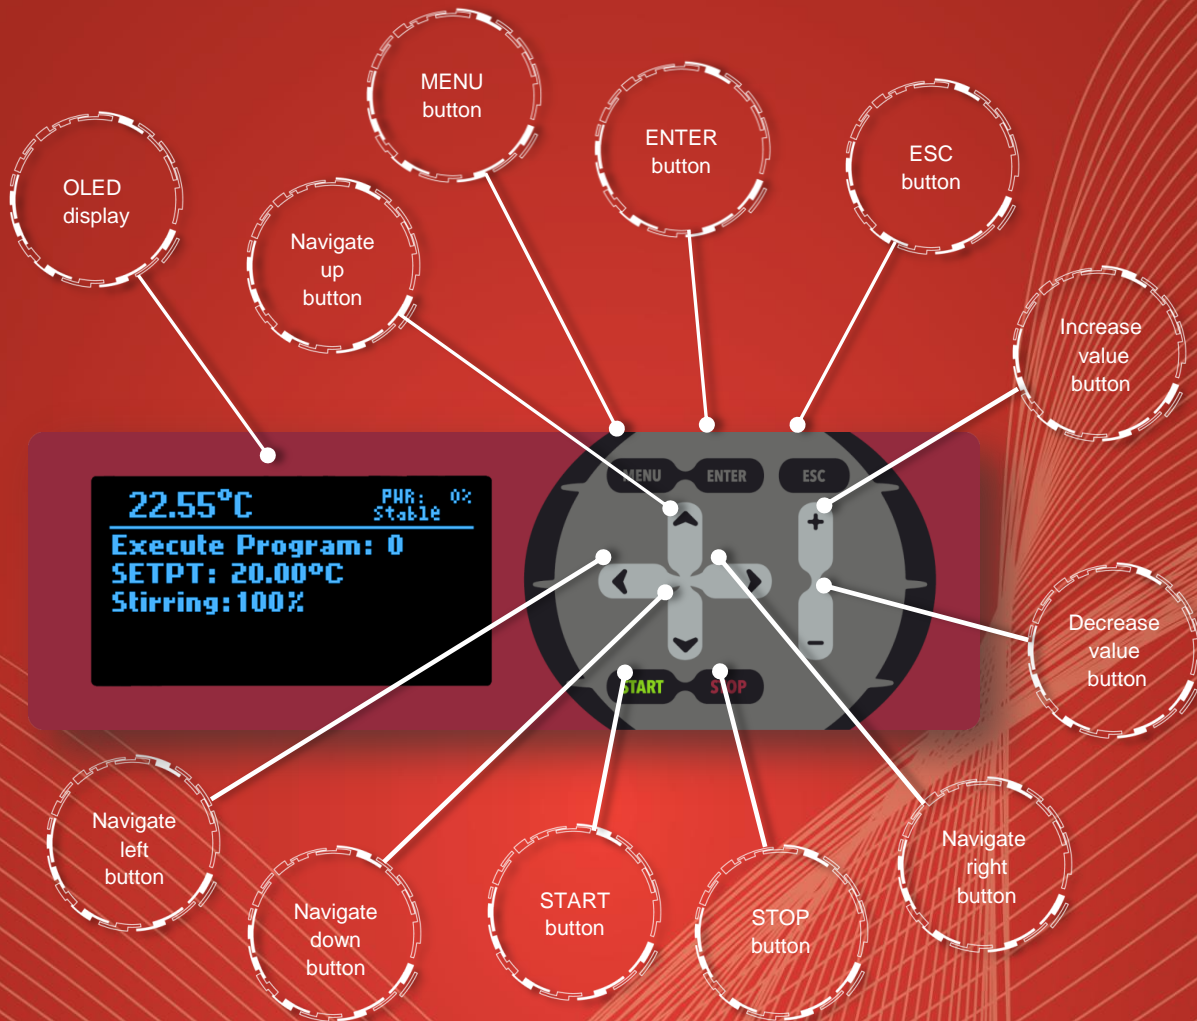 MENU
button
ENTER
button
ESC
button
OLED
display
Navigate
up
button
Increase
value
button
MENU
ENTER
ESC
22.55°C
PWR: 0%
Stable
Execute Program: 0
SETPT: 20.00ºC
Stirring:100%
+
-
START
STOP
Decrease
value
button
Navigate
left
button
Navigate
down
button
START
button
STOP
button
Navigate
right
button